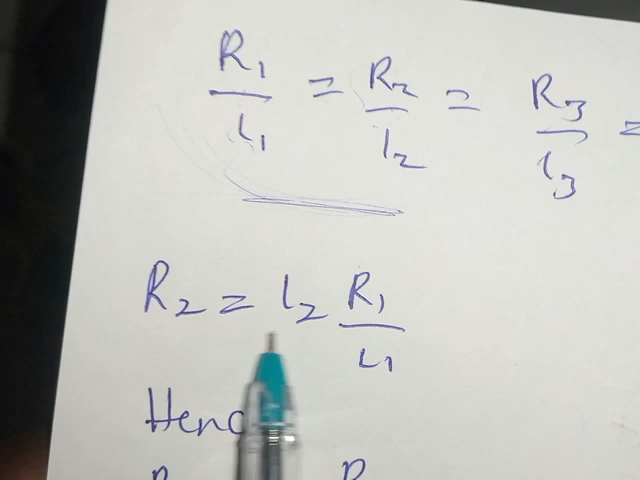 R₁/l₁ = R₂/l₂ = R₃/l₃ =
R₂ = l₂ R₁/L₁
Henc
R R